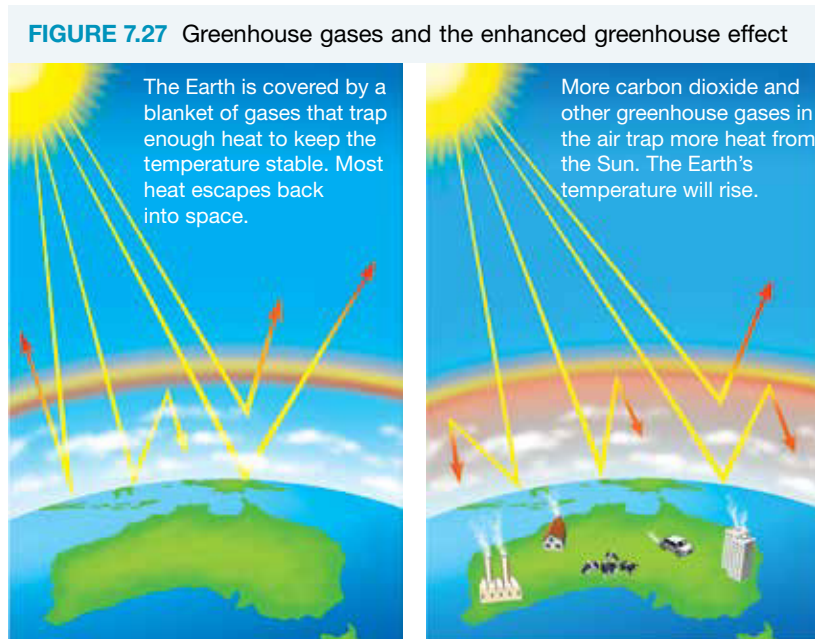 FIGURE 7.27 Greenhouse gases and the enhanced greenhouse effect
The Earth is covered by a
blanket of gases that trap
enough heat to keep the
temperature stable. Most
heat escapes back
into space.
More carbon dioxide and
other greenhouse gases in
the air trap more heat from
the Sun. The Earth's
temperature will rise.